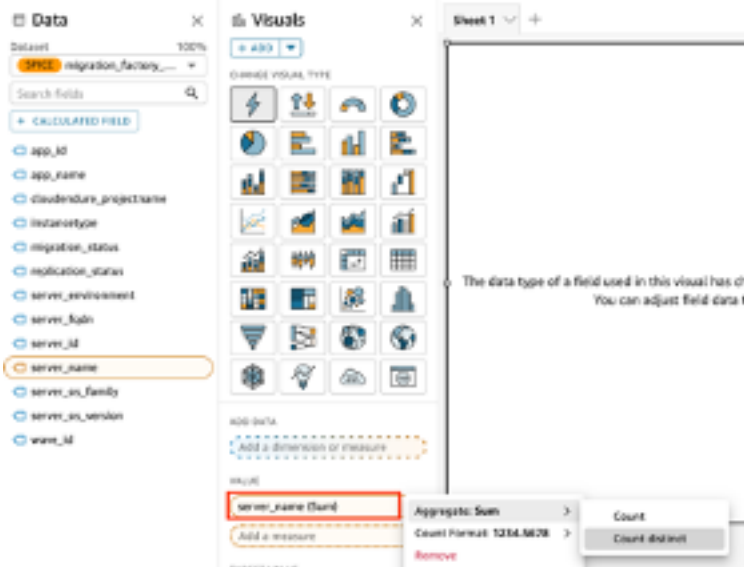 Data
Dataset
100%
SPICE migration_factory_...
Search fields
+ CALCULATED FIELD
app_id
app_name
cloudendure_projectname
instancetype
migration_status
replication_status
server_environment
server_fqdn
server_id
server_name
server_os_family
server_os_version
wave_id
Visuals
+ ADD
CHANGE VISUAL TYPE
ADD DATA
Add a dimension or measure
VALUE
server_name (Sum)
Add a measure
Sheet 1
The data type of a field used in this visual has c
You can adjust field data
Aggregate: Sum
Count Format: 1234.5678
Remove
Count
Count distinct